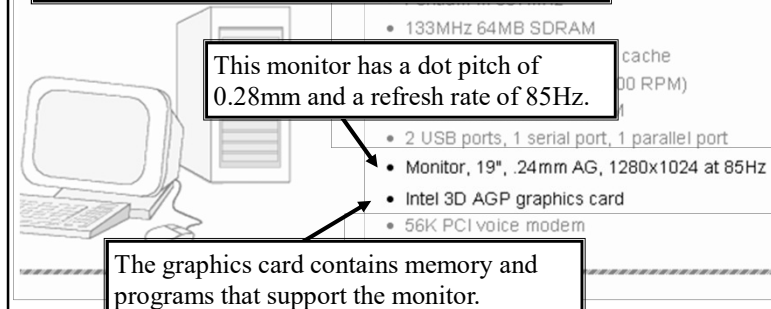 133MHz 64MB SDRAM
cache
This monitor has a dot pitch of
0.28mm and a refresh rate of 85Hz.
00 RPM)
• 2 USB ports, 1 serial port, 1 parallel port
• Monitor, 19", .24mm AG, 1280x1024 at 85Hz
• Intel 3D AGP graphics card
• 56K PCI voice modem
The graphics card contains memory and
programs that support the monitor.